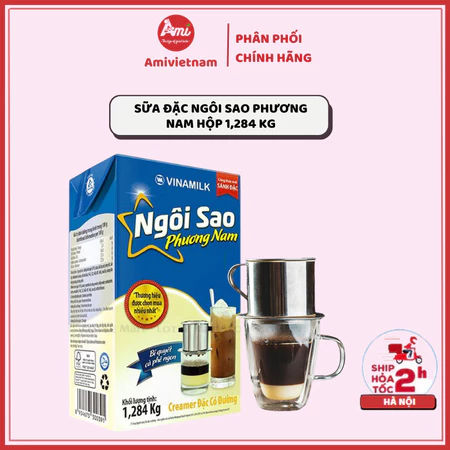 Ami
Amivietnam
PHÂN PHỐI
CHÍNH HÃNG
SỮA ĐẶC NGÔI SAO PHƯƠNG
NAM HỘP 1,284 KG
SÁNH ĐẶC
VINAMILK
Ngôi Sao
Phương Nam
"Thương hiệu
được chọn mua
nhiều nhất"
Bí quyết
cà phê ngon
Khối lượng tịnh:
1,284 Kg
Creamer Đặc Có Đường
SHIP
HỎA
TỐC
2h
HÀ NỘI